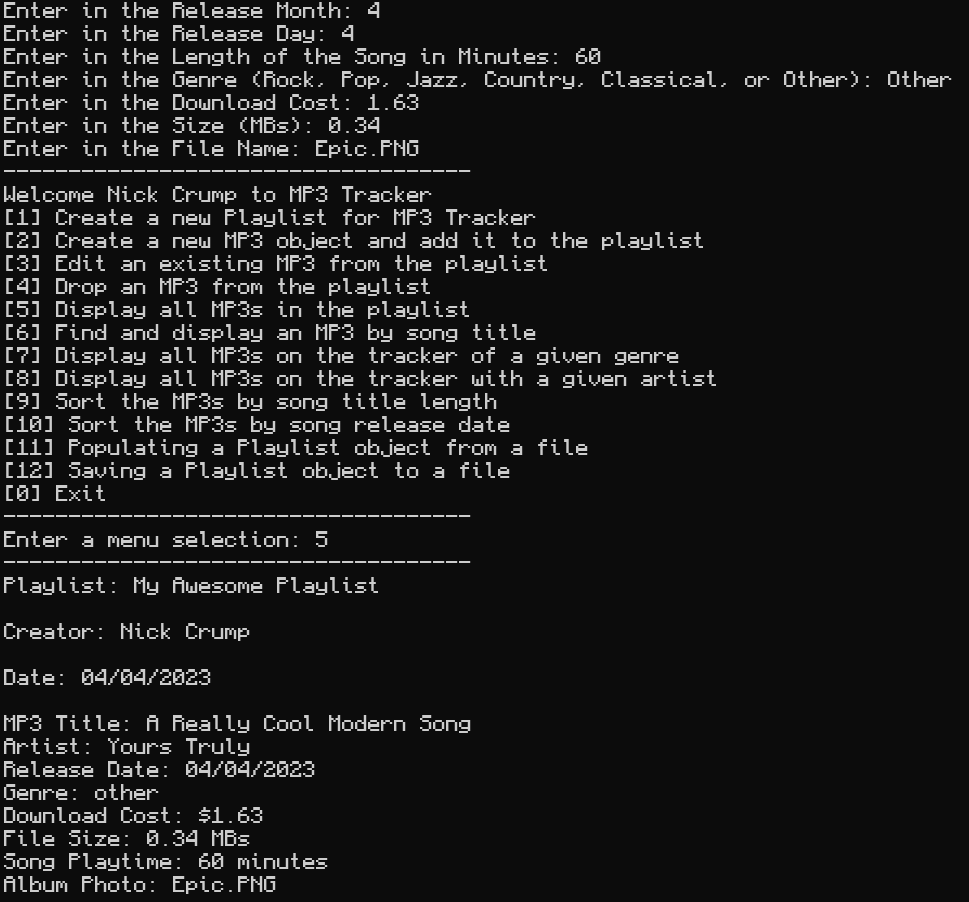 Enter in the Release Month: 4
Enter in the Release Day: 4
Enter in the Length of the Song in Minutes: 60
Enter in the Genre (Rock, Pop, Jazz, Country, Classical, or Other): Other
Enter in the Download Cost: 1.63
Enter in the Size (MBs): 0.34
Enter in the File Name: Epic.PNG
------------------------------------
Welcome Nick Crump to MP3 Tracker
[1] Create a new Playlist for MP3 Tracker
[2] Create a new MP3 object and add it to the playlist
[3] Edit an existing MP3 from the playlist
[4] Drop an MP3 from the playlist
[5] Display all MP3s in the playlist
[6] Find and display an MP3 by song title
[7] Display all MP3s on the tracker of a given genre
[8] Display all MP3s on the tracker with a given artist
[9] Sort the MP3s by song title length
[10] Sort the MP3s by song release date
[11] Populating a Playlist object from a file
[12] Saving a Playlist object to a file
[0] Exit
------------------------------------
Enter a menu selection: 5
------------------------------------
Playlist: My Awesome Playlist
Creator: Nick Crump
Date: 04/04/2023
MP3 Title: A Really Cool Modern Song
Artist: Yours Truly
Release Date: 04/04/2023
Genre: other
Download Cost: $1.63
File Size: 0.34 MBs
Song Playtime: 60 minutes
Album Photo: Epic.PNG